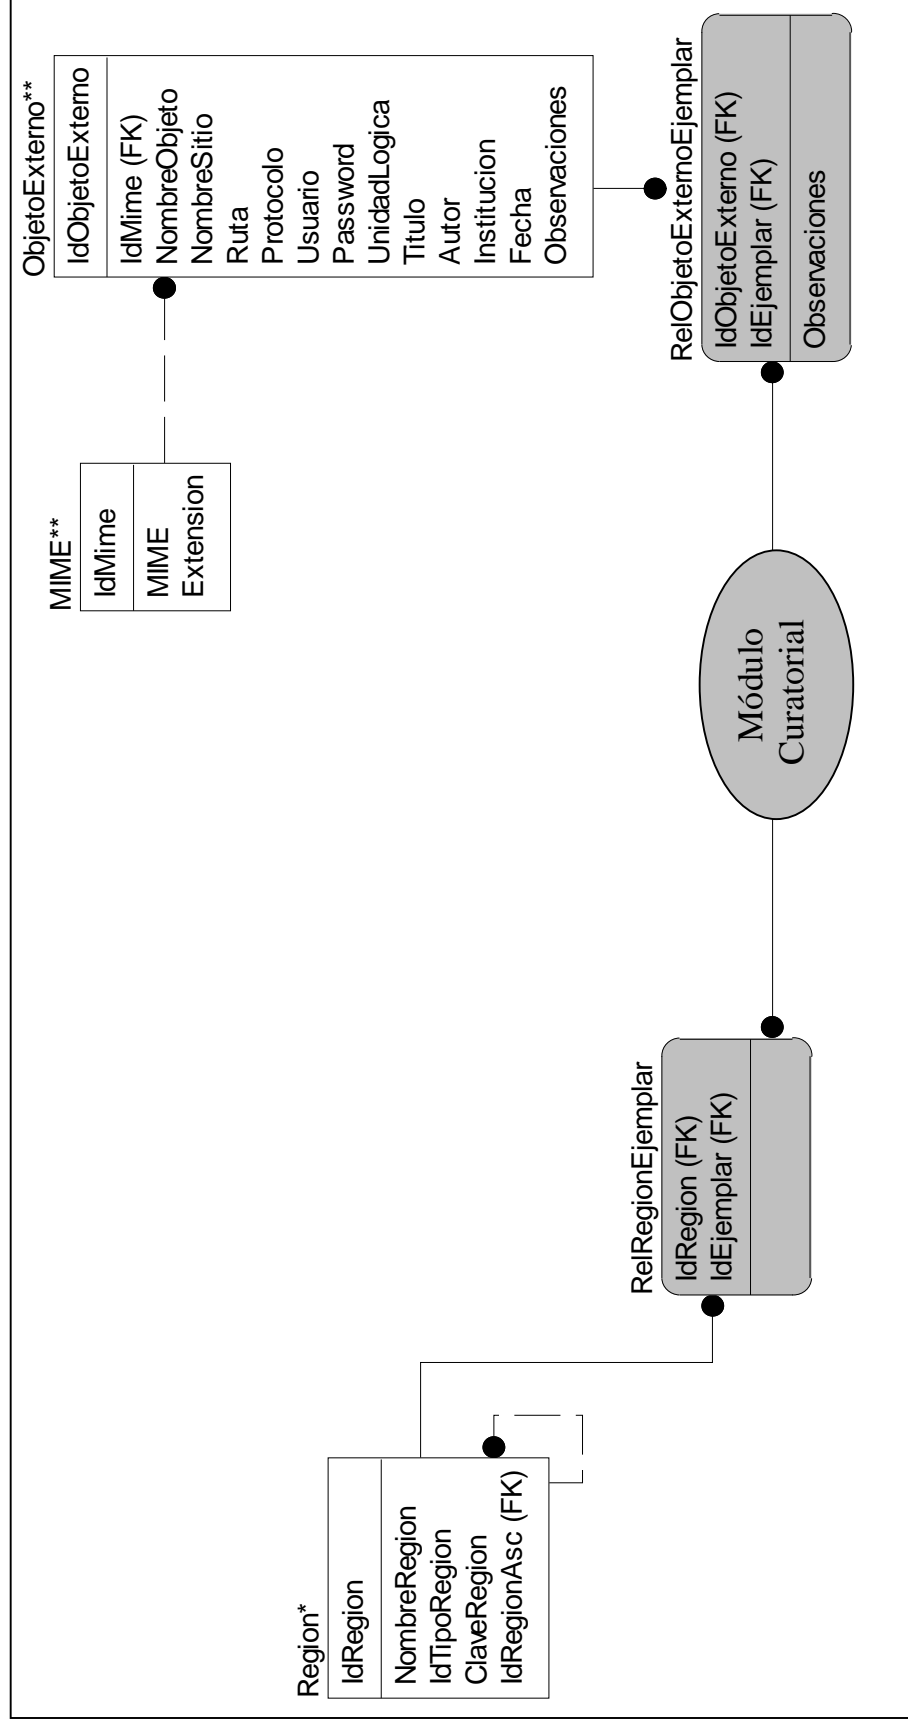 Region*
IdRegion
NombreRegion
IdTipoRegion
ClaveRegion
IdRegionAsc (FK)
MIME**
IdMime
MIME
Extension
ObjetoExterno**
IdObjetoExterno
IdMime (FK)
NombreObjeto
NombreSitio
Ruta
Protocolo
Usuario
Password
UnidadLogica
Titulo
Autor
Institucion
Fecha
Observaciones
RelRegionEjemplar
IdRegion (FK)
IdEjemplar (FK)
Módulo
Curatorial
RelObjetoExternoEjemplar
IdObjetoExterno (FK)
IdEjemplar (FK)
Observaciones